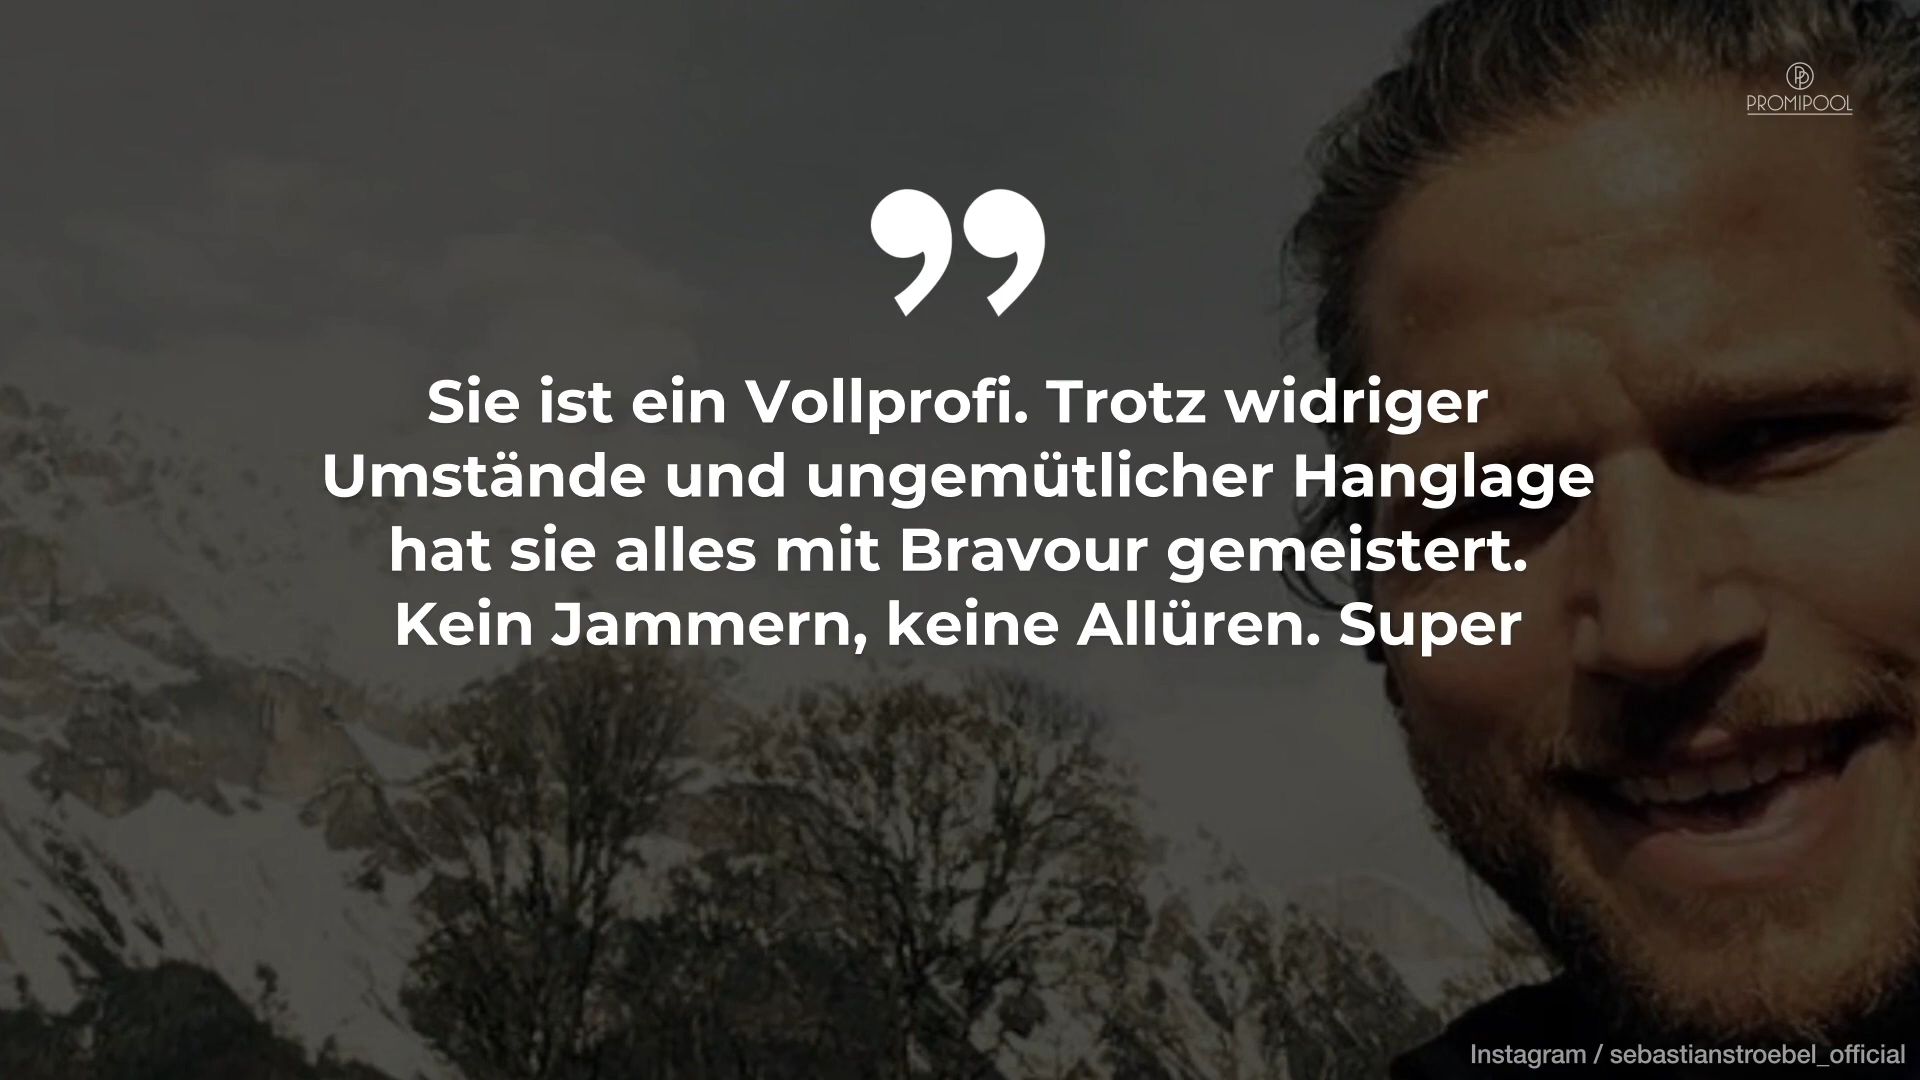 PROMIPOOL
”
Sie ist ein Vollprofi. Trotz widriger
Umstände und ungemütlicher Hanglage
hat sie alles mit Bravour gemeistert.
Kein Jammern, keine Allüren. Super
Instagram / sebastianstroebel_official